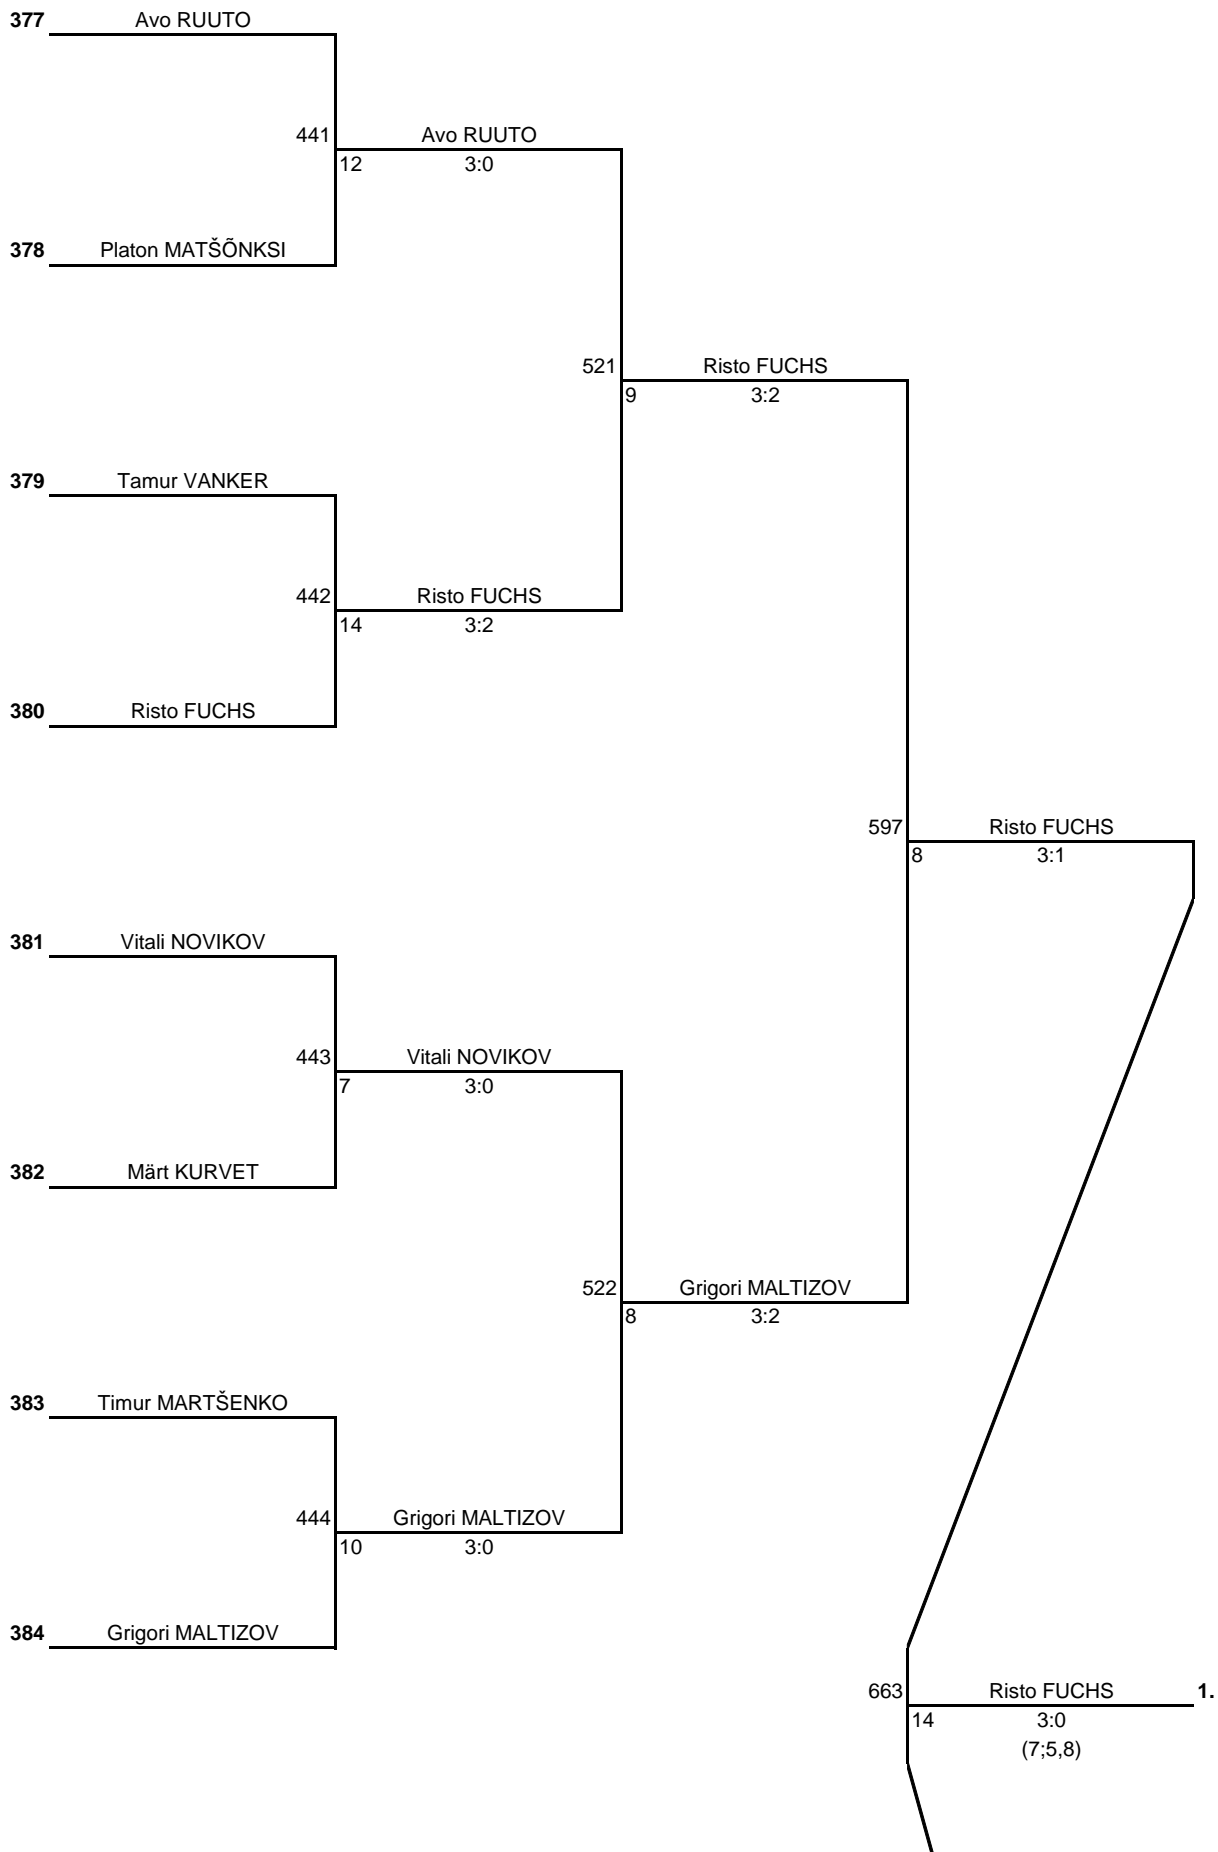 377 Avo RUUTO
441 Avo RUUTO
12 3:0
378 Platon MATŠÕNKSI
521 Risto FUCHS
9 3:2
379 Tamur VANKER
442 Risto FUCHS
14 3:2
380 Risto FUCHS
597 Risto FUCHS
8 3:1
381 Vitali NOVIKOV
443 Vitali NOVIKOV
7 3:0
382 Märt KURVET
522 Grigori MALTIZOV
8 3:2
383 Timur MARTŠENKO
444 Grigori MALTIZOV
10 3:0
384 Grigori MALTIZOV
663 Risto FUCHS 1.
14 3:0
(7;5,8)